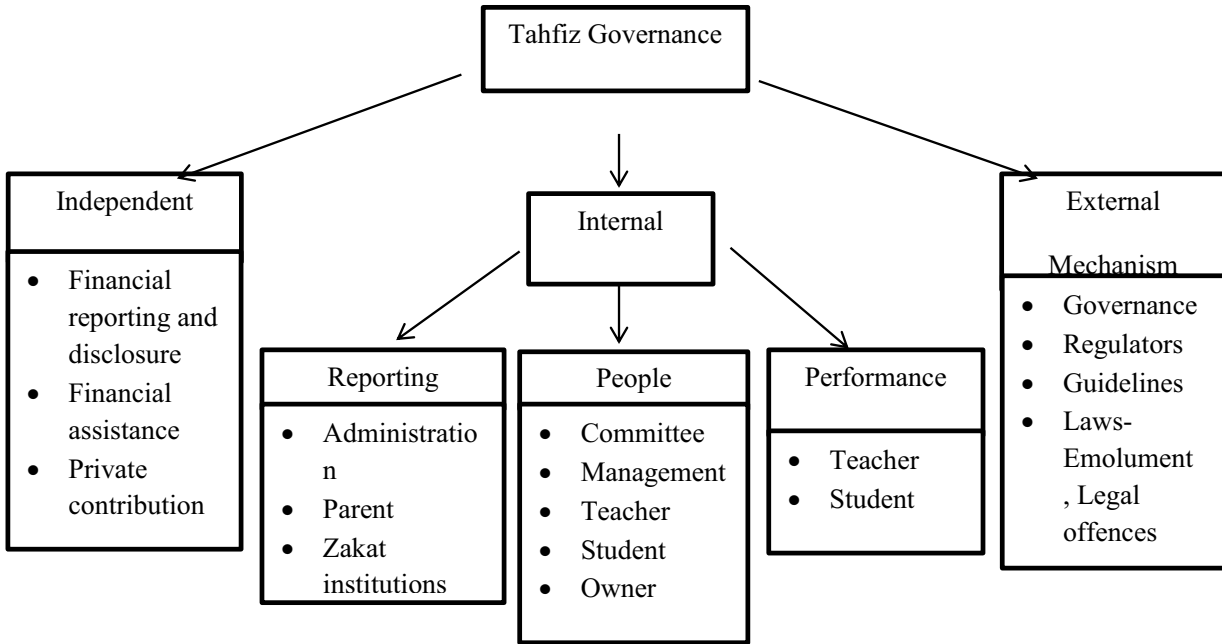 Tahfiz Governance
Independent
• Financial
reporting and
disclosure
• Financial
assistance
• Private
contribution
Internal
External
Mechanism
• Governance
• Regulators
• Guidelines
• Laws-
Emolument
, Legal
offences
Reporting
• Administratio
n
• Parent
• Zakat
institutions
People
• Committee
• Management
• Teacher
• Student
• Owner
Performance
• Teacher
• Student